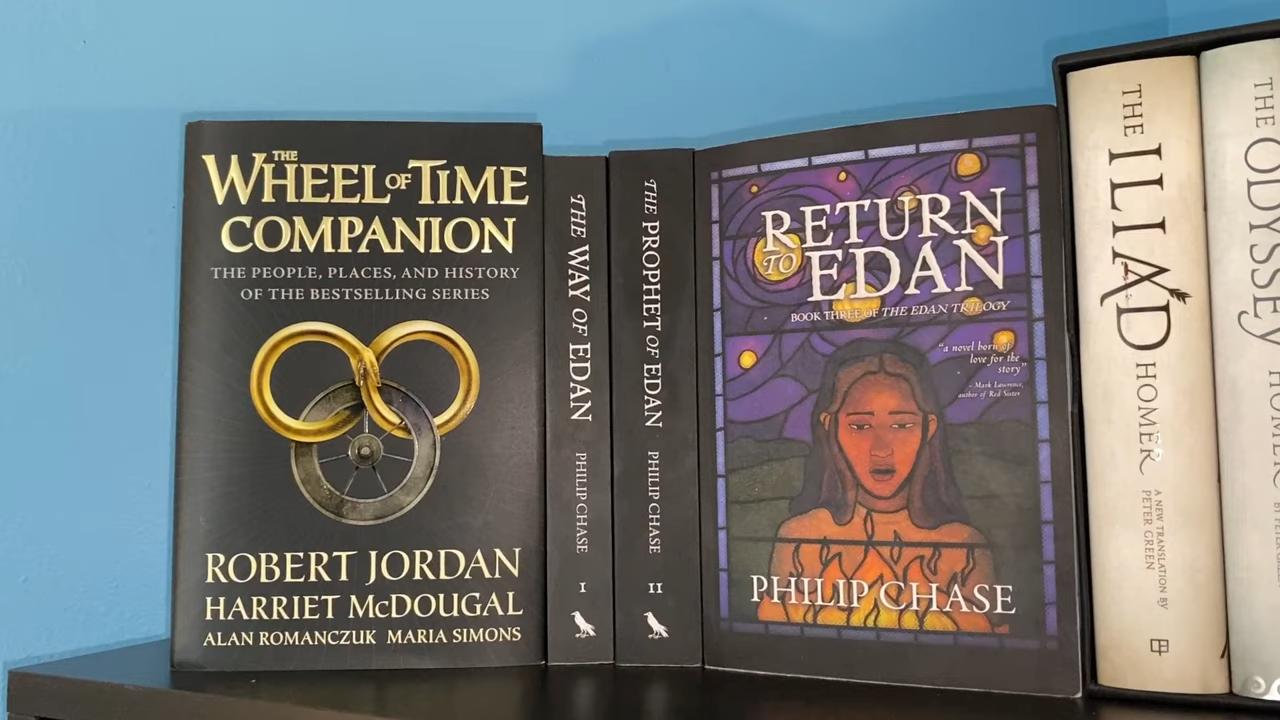 THE
WHEEL OF TIME
COMPANION
THE PEOPLE, PLACES, AND HISTORY
OF THE BESTSELLING SERIES
ROBERT JORDAN
HARRIET McDOUGAL
ALAN ROMANCZUK MARIA SIMONS
THE WAY OF EDAN PHILIP CHASE I
THE PROPHET OF EDAN PHILIP CHASE II
RETURN
TO EDAN
BOOK THREE OF THE EDAN TRILOGY
"a novel born of
love for the
story"
- Mark Lawrence,
author of Red Sister
PHILIP CHASE
THE ILIAD HOMER
A NEW TRANSLATION BY
PETER GREEN
THE ODYSSEY HOMER